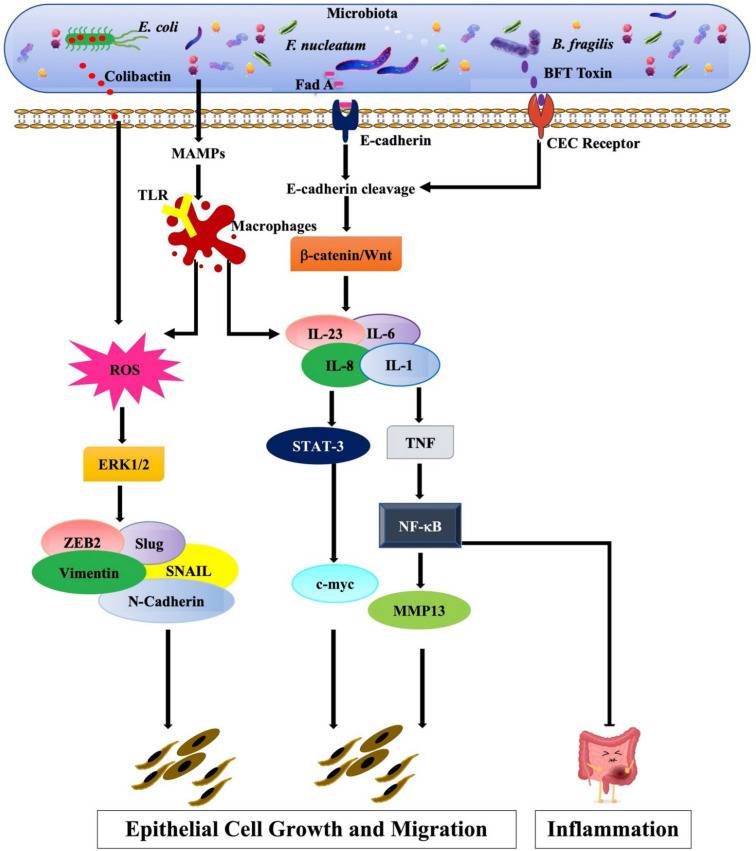 Microbiota
E. coli
F. nucleatum
B. fragilis
Colibactin
Fad A
BFT Toxin
E-cadherin
CEC Receptor
MAMPs
TLR
E-cadherin cleavage
Macrophages
β-catenin/Wnt
IL-23
IL-6
IL-8
IL-1
ROS
STAT-3
TNF
ERK1/2
NF-κB
ZEB2
Slug
Vimentin
SNAIL
N-Cadherin
c-myc
MMP13
Epithelial Cell Growth and Migration
Inflammation